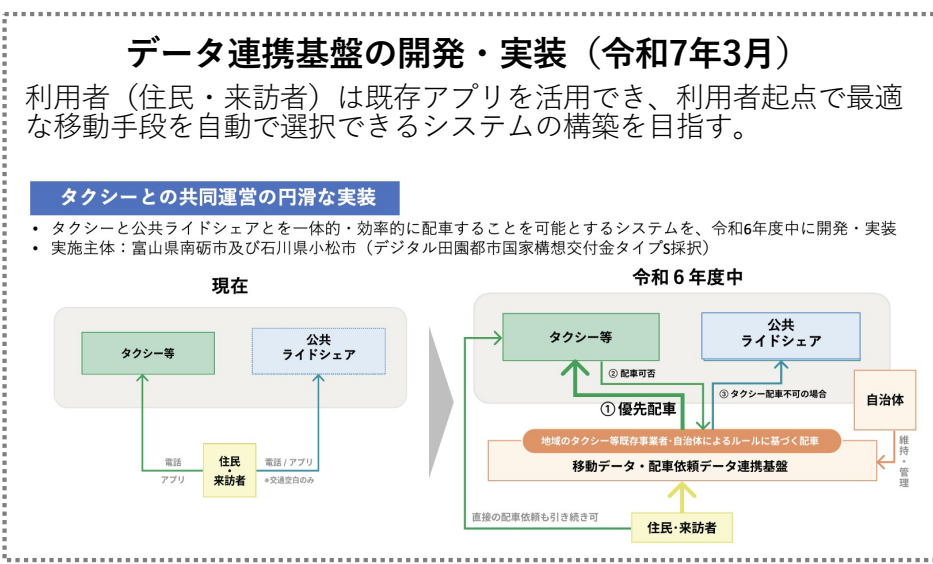 データ連携基盤の開発・実装（令和7年3月）
利用者（住民・来訪者）は既存アプリを活用でき、利用者起点で最適
な移動手段を自動で選択できるシステムの構築を目指す。
タクシーとの共同運営の円滑な実装
• タクシーと公共ライドシェアとを一体的・効率的に配車することを可能とするシステムを、令和6年度中に開発・実装
• 実施主体：富山県南砺市及び石川県小松市（デジタル田園都市国家構想交付金タイプS採択）
現在
タクシー等
公共
ライドシェア
電話
アプリ
住民
・
来訪者
電話 / アプリ
※交通空白のみ
令和６年度中
タクシー等
公共
ライドシェア
② 配車可否
③ タクシー配車不可の場合
①優先配車
自治体
地域のタクシー等既存事業者・自治体によるルールに基づく配車
移動データ・配車依頼データ連携基盤
維持・管理
直接の配車依頼も引き続き可
住民・来訪者